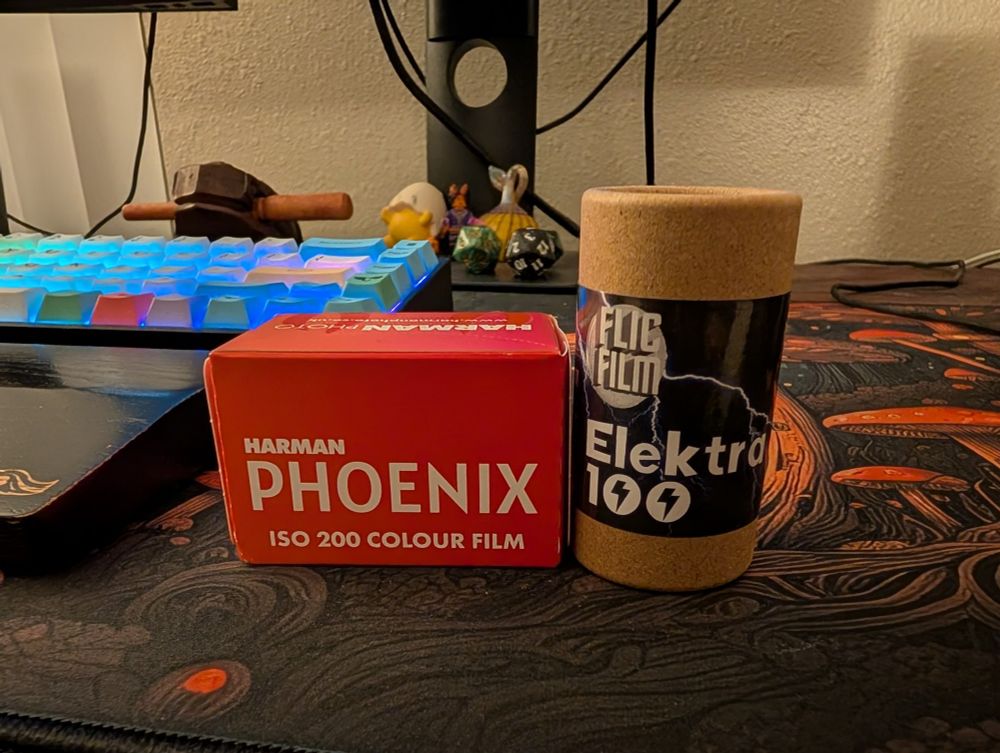 HARMAN PHOTO
HARMAN
PHOENIX
ISO 200 COLOUR FILM
FLIC
FILM
Elektra
100